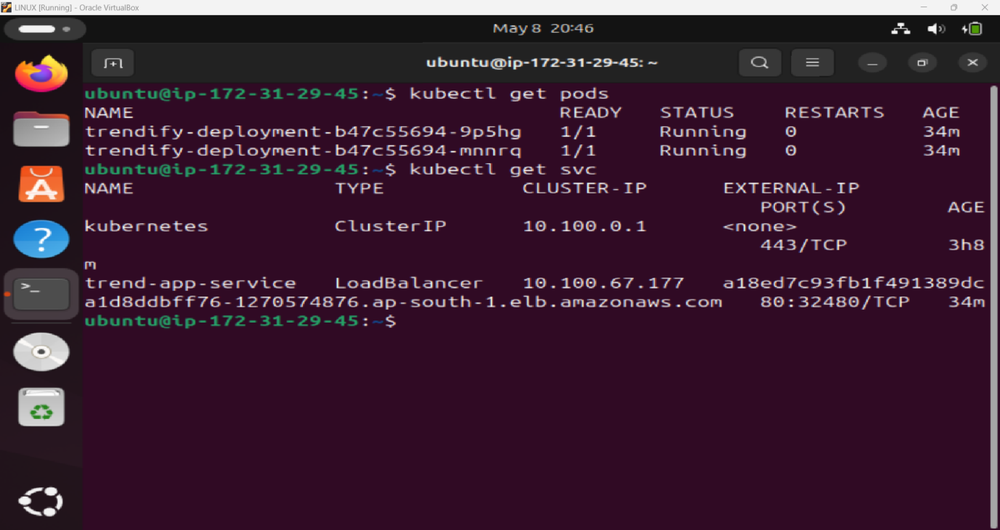 LINUX [Running] - Oracle VirtualBox
May 8 20:46
ubuntu@ip-172-31-29-45: ~
ubuntu@ip-172-31-29-45:~$ kubectl get pods
NAME READY STATUS RESTARTS AGE
trendify-deployment-b47c55694-9p5hg 1/1 Running 0 34m
trendify-deployment-b47c55694-mnnrq 1/1 Running 0 34m
ubuntu@ip-172-31-29-45:~$ kubectl get svc
NAME TYPE CLUSTER-IP EXTERNAL-IP
PORT(S) AGE
kubernetes ClusterIP 10.100.0.1 <none>
443/TCP 3h8
m
trend-app-service LoadBalancer 10.100.67.177 a18ed7c93fb1f491389dc
a1d8ddbff76-1270574876.ap-south-1.elb.amazonaws.com 80:32480/TCP 34m
ubuntu@ip-172-31-29-45:~$